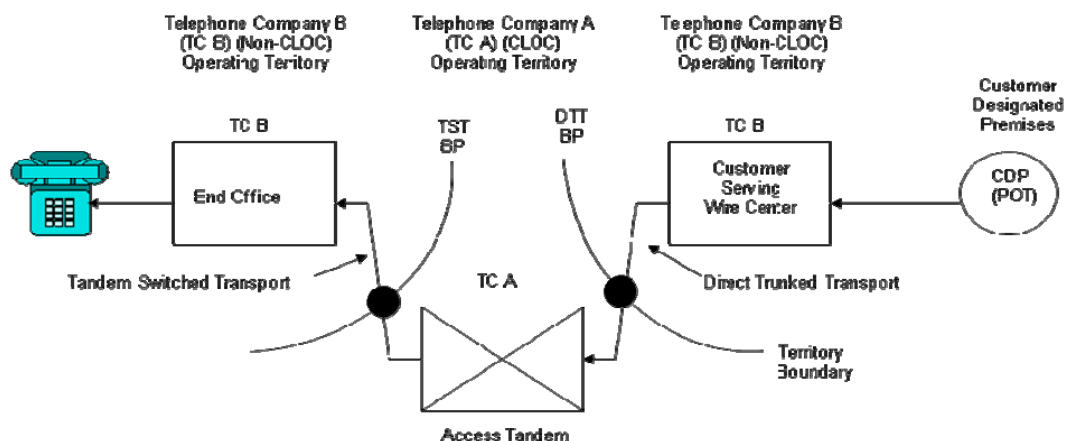 Telephone Company B
(TC B) (Non-CLOC)
Operating Territory
Telephone Company A
(TC A) (CLOC)
Operating Territory
Telephone Company B
(TC B) (Non-CLOC)
Operating Territory
Customer
Designated
Premises
TC B
TST
BP
DTT
BP
TC B
End Office
Customer
Serving
Wire Center
CDP
(POT)
Tandem Switched Transport
TC A
Direct Trunked Transport
Territory
Boundary
Access Tandem